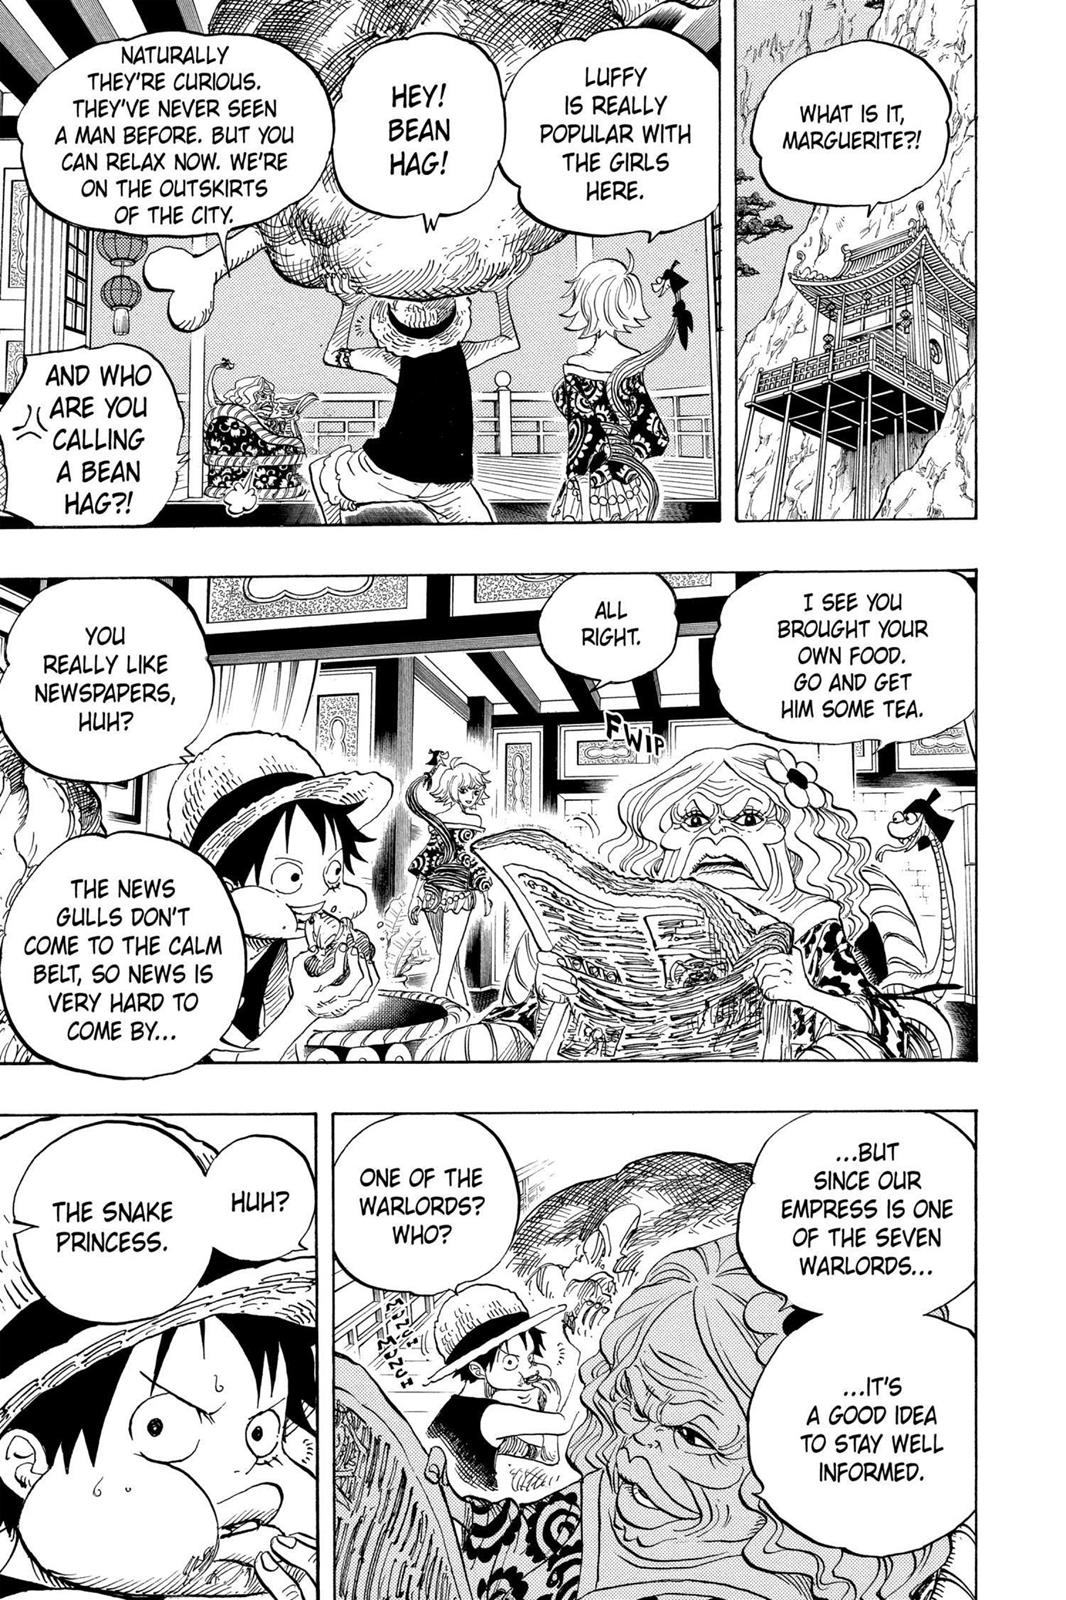 WHAT IS IT,
MARGUERITE?!
LUFFY
IS REALLY
POPULAR WITH
THE GIRLS
HERE.
HEY!
BEAN
HAG!
NATURALLY
THEY'RE CURIOUS.
THEY'VE NEVER SEEN
A MAN BEFORE. BUT YOU
CAN RELAX NOW. WE'RE
ON THE OUTSKIRTS
OF THE CITY.
AND WHO
ARE YOU
CALLING
A BEAN
HAG?!
I SEE YOU
BROUGHT YOUR
OWN FOOD.
GO AND GET
HIM SOME TEA.
ALL
RIGHT.
FWIP
YOU
REALLY LIKE
NEWSPAPERS,
HUH?
THE NEWS
GULLS DON'T
COME TO THE CALM
BELT, SO NEWS IS
VERY HARD TO
COME BY...
...BUT
SINCE OUR
EMPRESS IS ONE
OF THE SEVEN
WARLORDS...
...IT'S
A GOOD IDEA
TO STAY WELL
INFORMED.
ONE OF THE
WARLORDS?
WHO?
MUNCH
MUNCH
HUH?
THE SNAKE
PRINCESS.